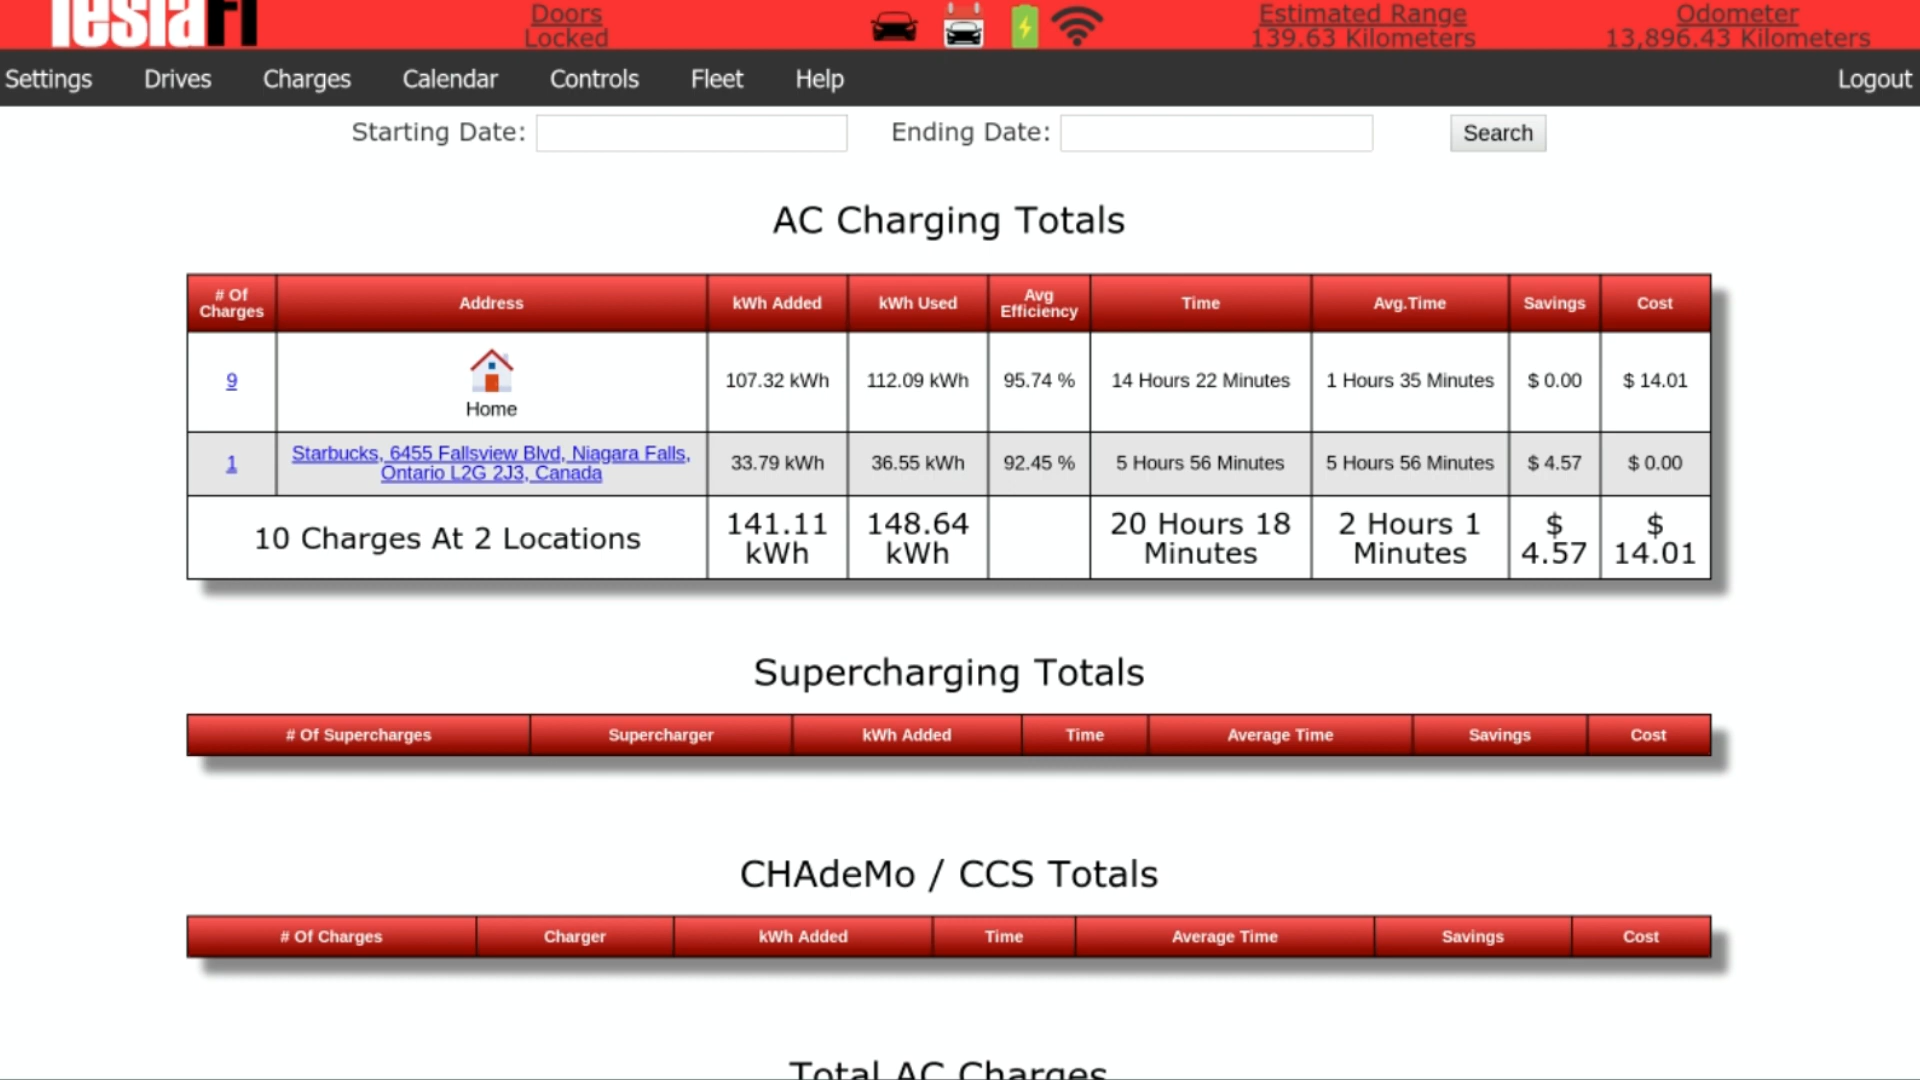 TeslaFi
Doors
Locked
Estimated Range
139.63 Kilometers
Odometer
13,896.43 Kilometers
Settings Drives Charges Calendar Controls Fleet Help Logout
Starting Date: Ending Date: Search
AC Charging Totals
# Of
Charges
Address
kWh Added
kWh Used
Avg
Efficiency
Time
Avg.Time
Savings
Cost
9
Home
107.32 kWh
112.09 kWh
95.74 %
14 Hours 22 Minutes
1 Hours 35 Minutes
$ 0.00
$ 14.01
1
Starbucks, 6455 Fallsview Blvd, Niagara Falls,
Ontario L2G 2J3, Canada
33.79 kWh
36.55 kWh
92.45 %
5 Hours 56 Minutes
5 Hours 56 Minutes
$ 4.57
$ 0.00
10 Charges At 2 Locations
141.11
kWh
148.64
kWh
20 Hours 18
Minutes
2 Hours 1
Minutes
$
4.57
$
14.01
Supercharging Totals
# Of Supercharges Supercharger kWh Added Time Average Time Savings Cost
CHAdeMo / CCS Totals
# Of Charges Charger kWh Added Time Average Time Savings Cost
Total AC Charges